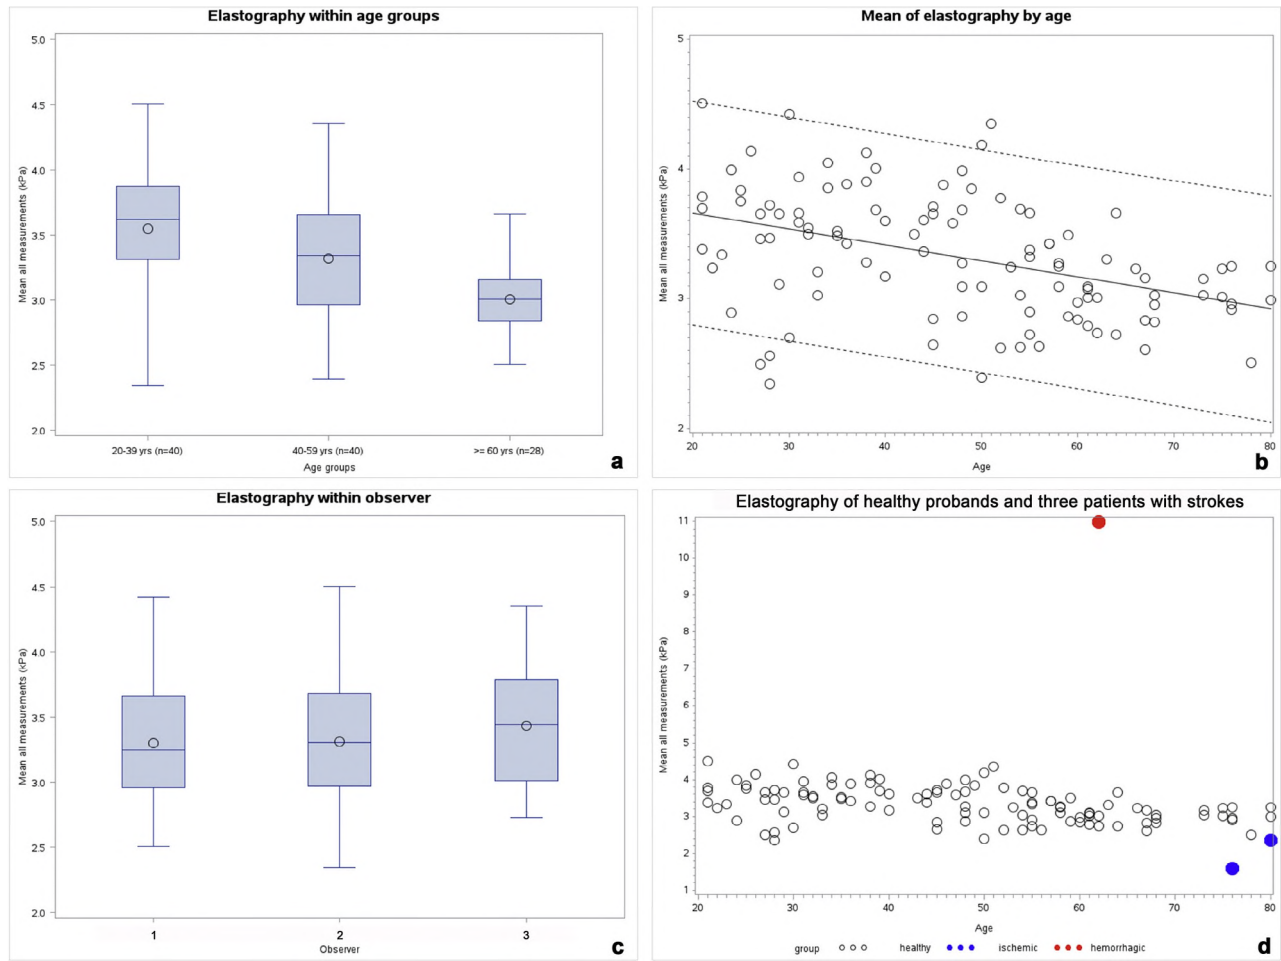 Elastography within age groups
5.0
4.5
4.0
3.5
3.0
2.5
2.0
Mean all measurements (kPa)
20-39 yrs (n=40)
40-59 yrs (n=40)
>= 60 yrs (n=28)
Age groups
a
Mean of elastography by age
5
4
3
2
Mean all measurements (kPa)
20 30 40 50 60 70 80
Age
b
Elastography within observer
5.0
4.5
4.0
3.5
3.0
2.5
2.0
Mean all measurements (kPa)
1 2 3
Observer
c
Elastography of healthy probands and three patients with strokes
11
10
9
8
7
6
5
4
3
2
1
Mean all measurements (kPa)
20 30 40 50 60 70 80
Age
group healthy ischemic hemorrhagic
d